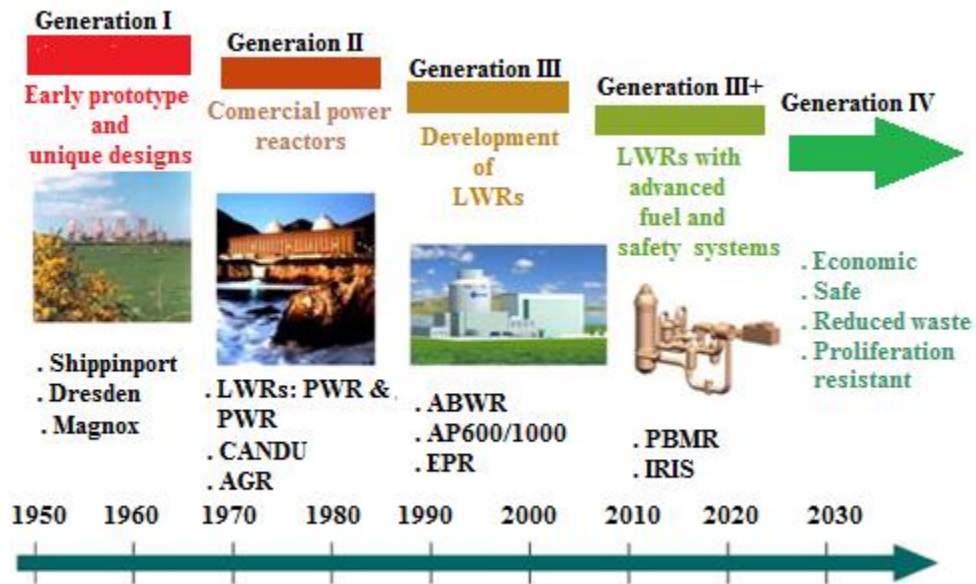 Generation I
Early prototype
and
unique designs
. Shippinport
. Dresden
. Magnox
Generaion II
Comercial power
reactors
. LWRs: PWR &
PWR
. CANDU
. AGR
Generation III
Development
of
LWRs
. ABWR
. AP600/1000
. EPR
Generation III+
LWRs with
advanced
fuel and
safety systems
. PBMR
. IRIS
Generation IV
. Economic
. Safe
. Reduced waste
. Proliferation
resistant
1950 1960 1970 1980 1990 2000 2010 2020 2030